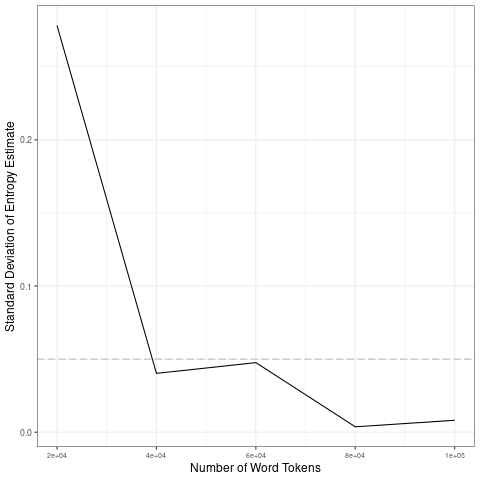 Standard Deviation of Entropy Estimate
0.2
0.1
0.0
2e+04 4e+04 6e+04 8e+04 1e+05
Number of Word Tokens